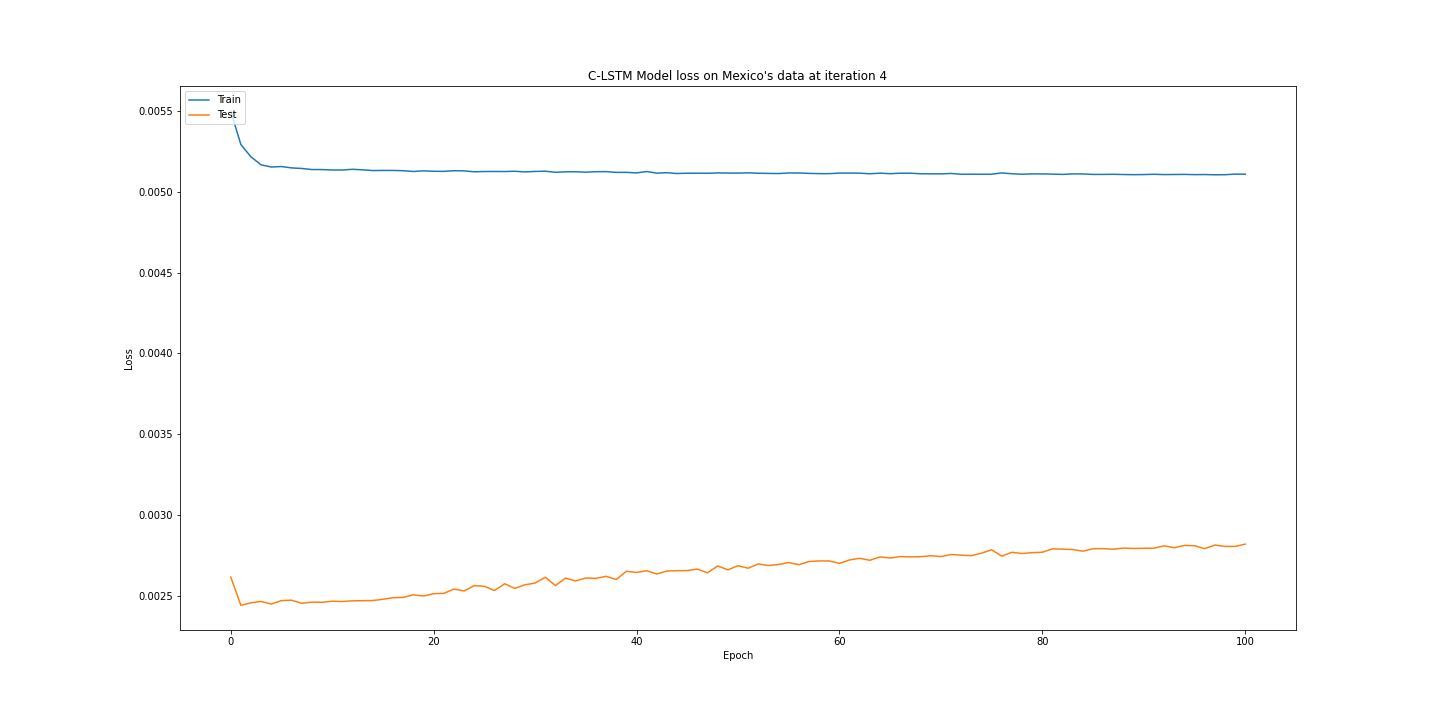 C-LSTM Model loss on Mexico's data at iteration 4
Train
Test
0.0055
0.0050
0.0045
0.0040
0.0035
0.0030
0.0025
Loss
0 20 40 60 80 100
Epoch